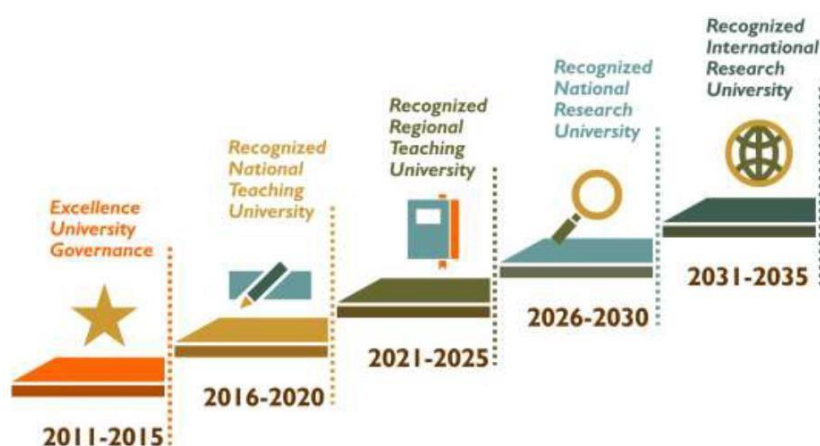 Excellence
University
Governance
2011-2015
Recognized
National
Teaching
University
2016-2020
Recognized
Regional
Teaching
University
2021-2025
Recognized
National
Research
University
2026-2030
Recognized
International
Research
University
2031-2035